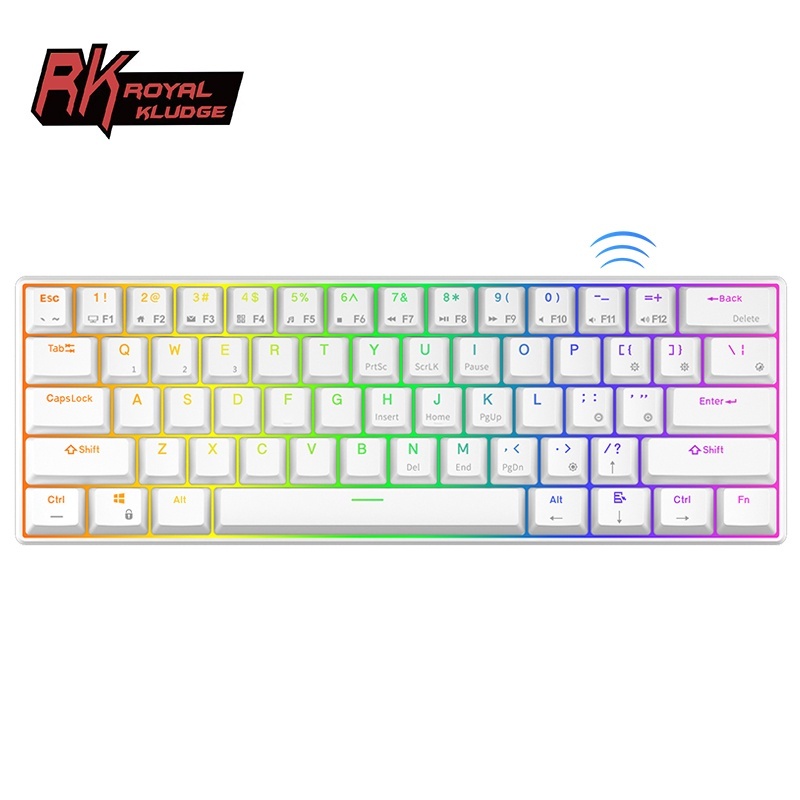 RK ROYAL
KLUDGE
Esc 1! 2@ 3# 4$ 5% 6^ 7& 8* 9( 0) -_ =+ ←Back
` ~ F1 F2 F3 F4 F5 F6 F7 F8 F9 F10 F11 F12 Delete
Tab Q W E R T Y U I O P [{ ]} \|
1 2 3 PrtSc ScrLK Pause
CapsLock A S D F G H J K L ;: '" Enter
Insert Home PgUp
Shift Z X C V B N M ,< .> /? Shift
Del End PgDn ↑
Ctrl Alt Alt Ctrl Fn
← ↓ →